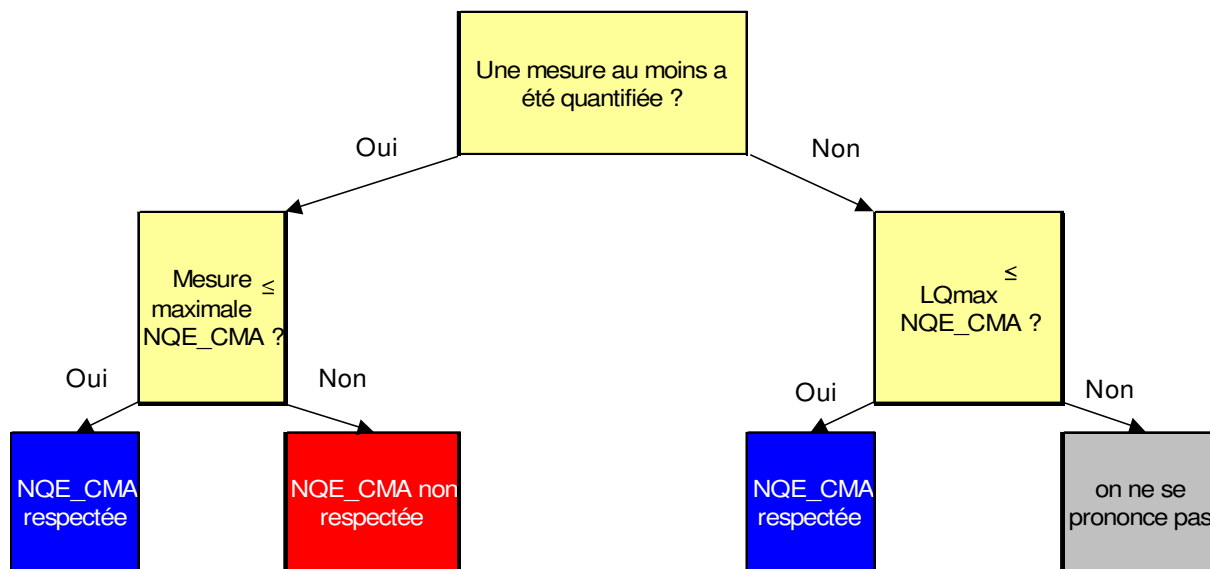 Une mesure au moins a
été quantifiée ?
Oui
Non
Mesure ≤
maximale
NQE_CMA ?
≤
LQmax
NQE_CMA ?
Oui
Non
Oui
Non
NQE_CMA
respectée
NQE_CMA non
respectée
NQE_CMA
respectée
on ne se
prononce pas